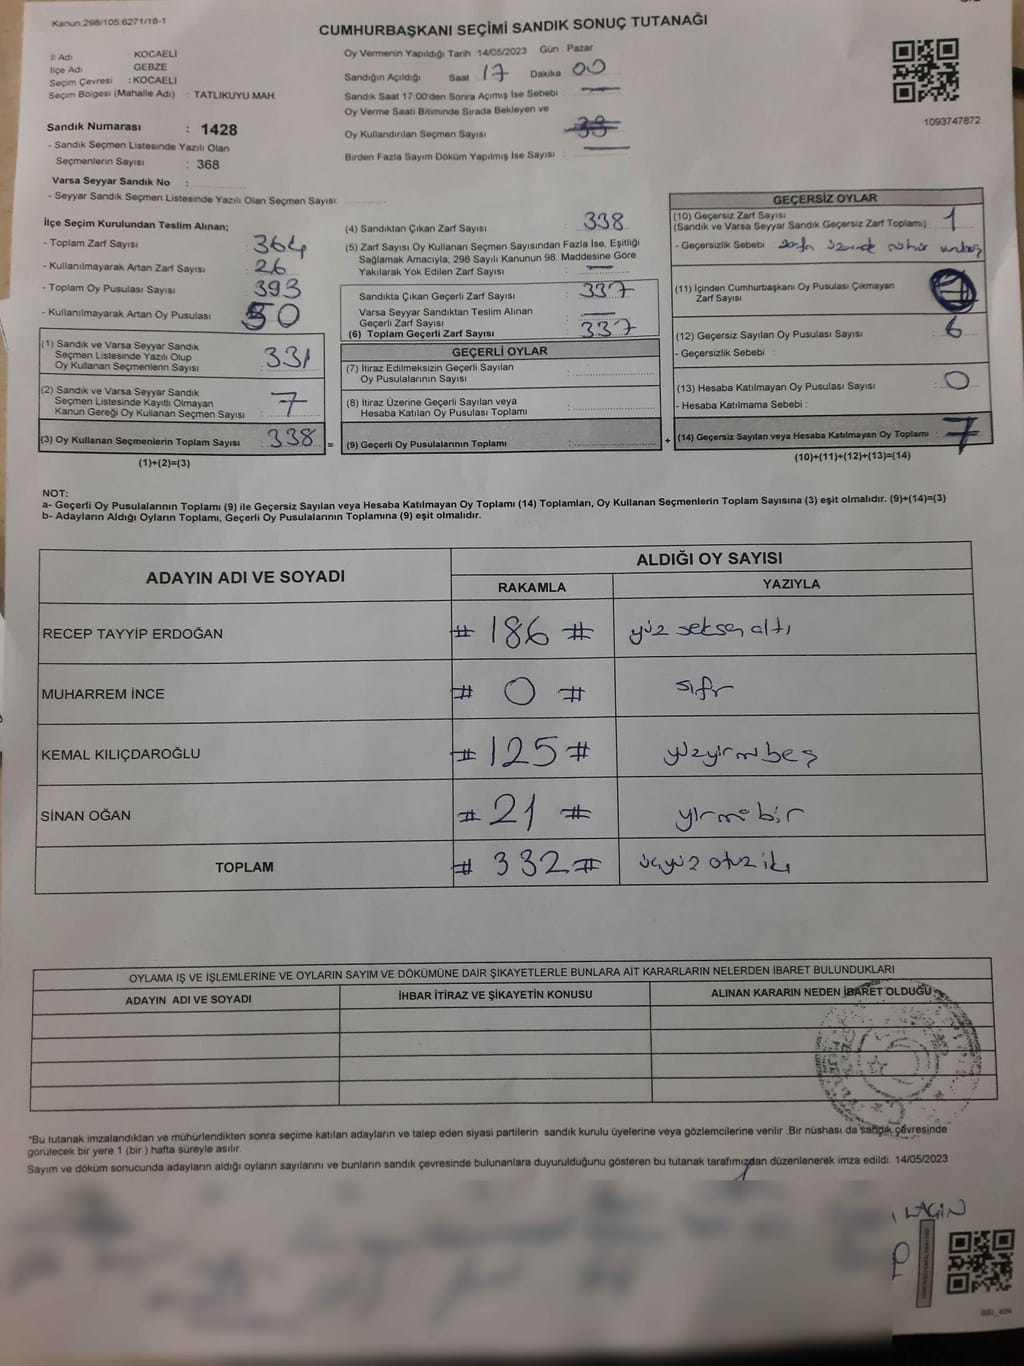 Kanun:298/105.6271/18-1
CUMHURBAŞKANI SEÇİMİ SANDIK SONUÇ TUTANAĞI
İl Adı KOCAELİ
İlçe Adı GEBZE
Seçim Çevresi : KOCAELİ
Seçim Bölgesi (Mahalle Adı) : TATLIKUYU MAH.
Oy Vermenin Yapıldığı Tarih 14/05/2023 Gün : Pazar
Sandığın Açıldığı Saat : 17 Dakika 00
Sandık Saat 17:00'den Sonra Açımış İse Sebebi :
Oy Verme Saati Bitiminde Sırada Bekleyen ve
Oy Kullandırılan Seçmen Sayısı :
Birden Fazla Sayım Döküm Yapılmış İse Sayısı :
1093747872
Sandık Numarası : 1428
- Sandık Seçmen Listesinde Yazılı Olan
Seçmenlerin Sayısı : 368
Varsa Seyyar Sandık No :
- Seyyar Sandık Seçmen Listesinde Yazılı Olan Seçmen Sayısı:
İlçe Seçim Kurulundan Teslim Alınan;
- Toplam Zarf Sayısı : 364
- Kullanılmayarak Artan Zarf Sayısı : 26
- Toplam Oy Pusulası Sayısı : 393
- Kullanılmayarak Artan Oy Pusulası : 50
(1) Sandık ve Varsa Seyyar Sandık
Seçmen Listesinde Yazılı Olup
Oy Kullanan Seçmenlerin Sayısı : 331
(2) Sandık ve Varsa Seyyar Sandık
Seçmen Listesinde Kayıtlı Olmayan
Kanun Gereği Oy Kullanan Seçmen Sayısı : 7
(3) Oy Kullanan Seçmenlerin Toplam Sayısı : 338 =
(1)+(2)=(3)
(4) Sandıktan Çıkan Zarf Sayısı : 338
(5) Zarf Sayısı Oy Kullanan Seçmen Sayısından Fazla İse, Eşitliği
Sağlamak Amacıyla; 298 Sayılı Kanunun 98. Maddesine Göre
Yakılarak Yok Edilen Zarf Sayısı :
Sandıkta Çıkan Geçerli Zarf Sayısı : 337
Varsa Seyyar Sandıktan Teslim Alınan
Geçerli Zarf Sayısı :
(6) Toplam Geçerli Zarf Sayısı : 337
GEÇERLİ OYLAR
(7) İtiraz Edilmeksizin Geçerli Sayılan
Oy Pusulalarının Sayısı :
(8) İtiraz Üzerine Geçerli Sayılan veya
Hesaba Katılan Oy Pusulası Toplamı :
(9) Geçerli Oy Pusulalarının Toplamı : +
GEÇERSİZ OYLAR
(10) Geçersiz Zarf Sayısı
(Sandık ve Varsa Seyyar Sandık Geçersiz Zarf Toplamı) : 1
- Geçersizlik Sebebi : üzerinde mühür
(11) İçinden Cumhurbaşkanı Oy Pusulası Çıkmayan
Zarf Sayısı :
(12) Geçersiz Sayılan Oy Pusulası Sayısı : 6
- Geçersizlik Sebebi :
(13) Hesaba Katılmayan Oy Pusulası Sayısı : 0
- Hesaba Katılmama Sebebi :
(14) Geçersiz Sayılan veya Hesaba Katılmayan Oy Toplamı : 7
(10)+(11)+(12)+(13)=(14)
NOT:
a- Geçerli Oy Pusulalarının Toplamı (9) ile Geçersiz Sayılan veya Hesaba Katılmayan Oy Toplamı (14) Toplamları, Oy Kullanan Seçmenlerin Toplam Sayısına (3) eşit olmalıdır. (9)+(14)=(3)
b- Adayların Aldığı Oyların Toplamı, Geçerli Oy Pusulalarının Toplamına (9) eşit olmalıdır.
ADAYIN ADI VE SOYADI ALDIĞI OY SAYISI
RAKAMLA YAZIYLA
RECEP TAYYİP ERDOĞAN # 186 # yüz seksen altı
MUHARREM İNCE # 0 # sıfır
KEMAL KILIÇDAROĞLU # 125 # yüzyirmibeş
SİNAN OĞAN # 21 # yirmibir
TOPLAM # 332 # üçyüz otuz iki
OYLAMA İŞ VE İŞLEMLERİNE VE OYLARIN SAYIM VE DÖKÜMÜNE DAİR ŞİKAYETLERLE BUNLARA AİT KARARLARIN NELERDEN İBARET BULUNDUKLARI
ADAYIN ADI VE SOYADI İHBAR İTİRAZ VE ŞİKAYETİN KONUSU ALINAN KARARIN NEDEN İBARET OLDUĞU
*Bu tutanak imzalandıktan ve mühürlendikten sonra seçime katılan adayların ve talep eden siyasi partilerin sandık kurulu üyelerine veya gözlemcilerine verilir .Bir nüshası da sandık çevresinde
görülecek bir yere 1 (bir ) hafta süreyle asılır.
Sayım ve döküm sonucunda adayların aldığı oyların sayılarını ve bunların sandık çevresinde bulunanlara duyurulduğunu gösteren bu tutanak tarafımızdan düzenlenerek imza edildi. 14/05/2023